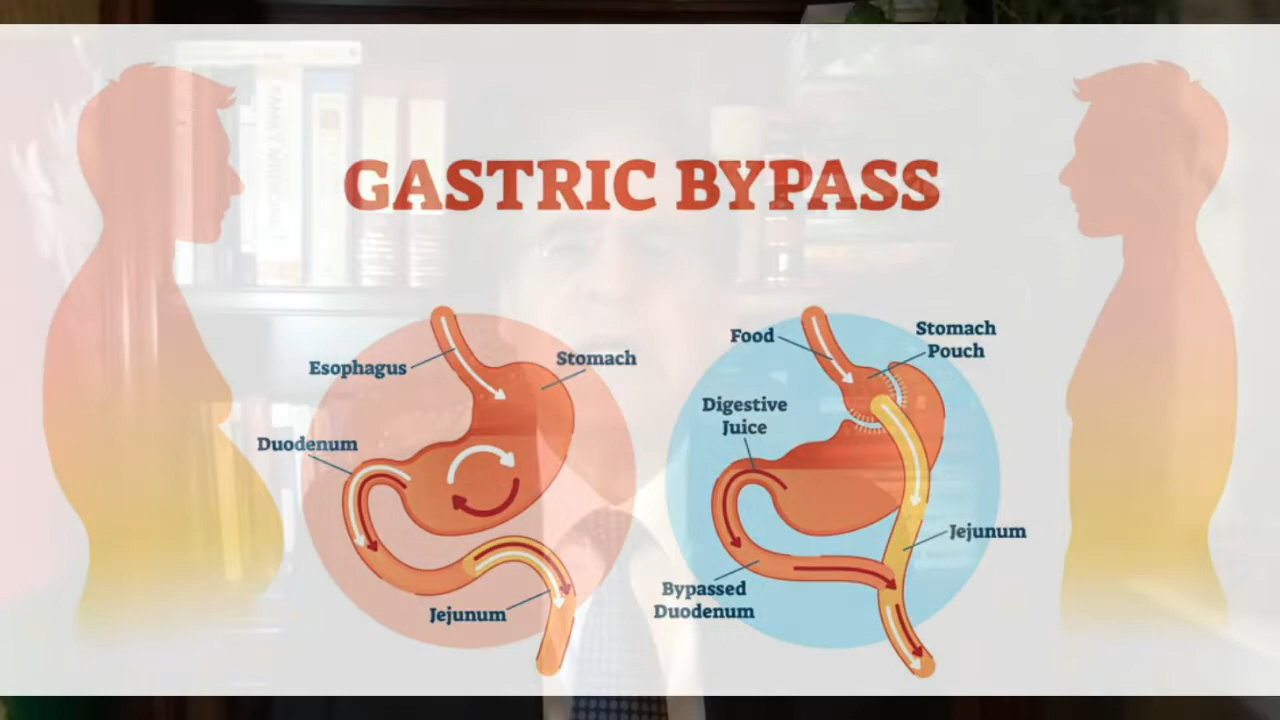 GASTRIC BYPASS
Esophagus
Stomach
Duodenum
Jejunum
Food
Stomach
Pouch
Digestive
Juice
Jejunum
Bypassed
Duodenum